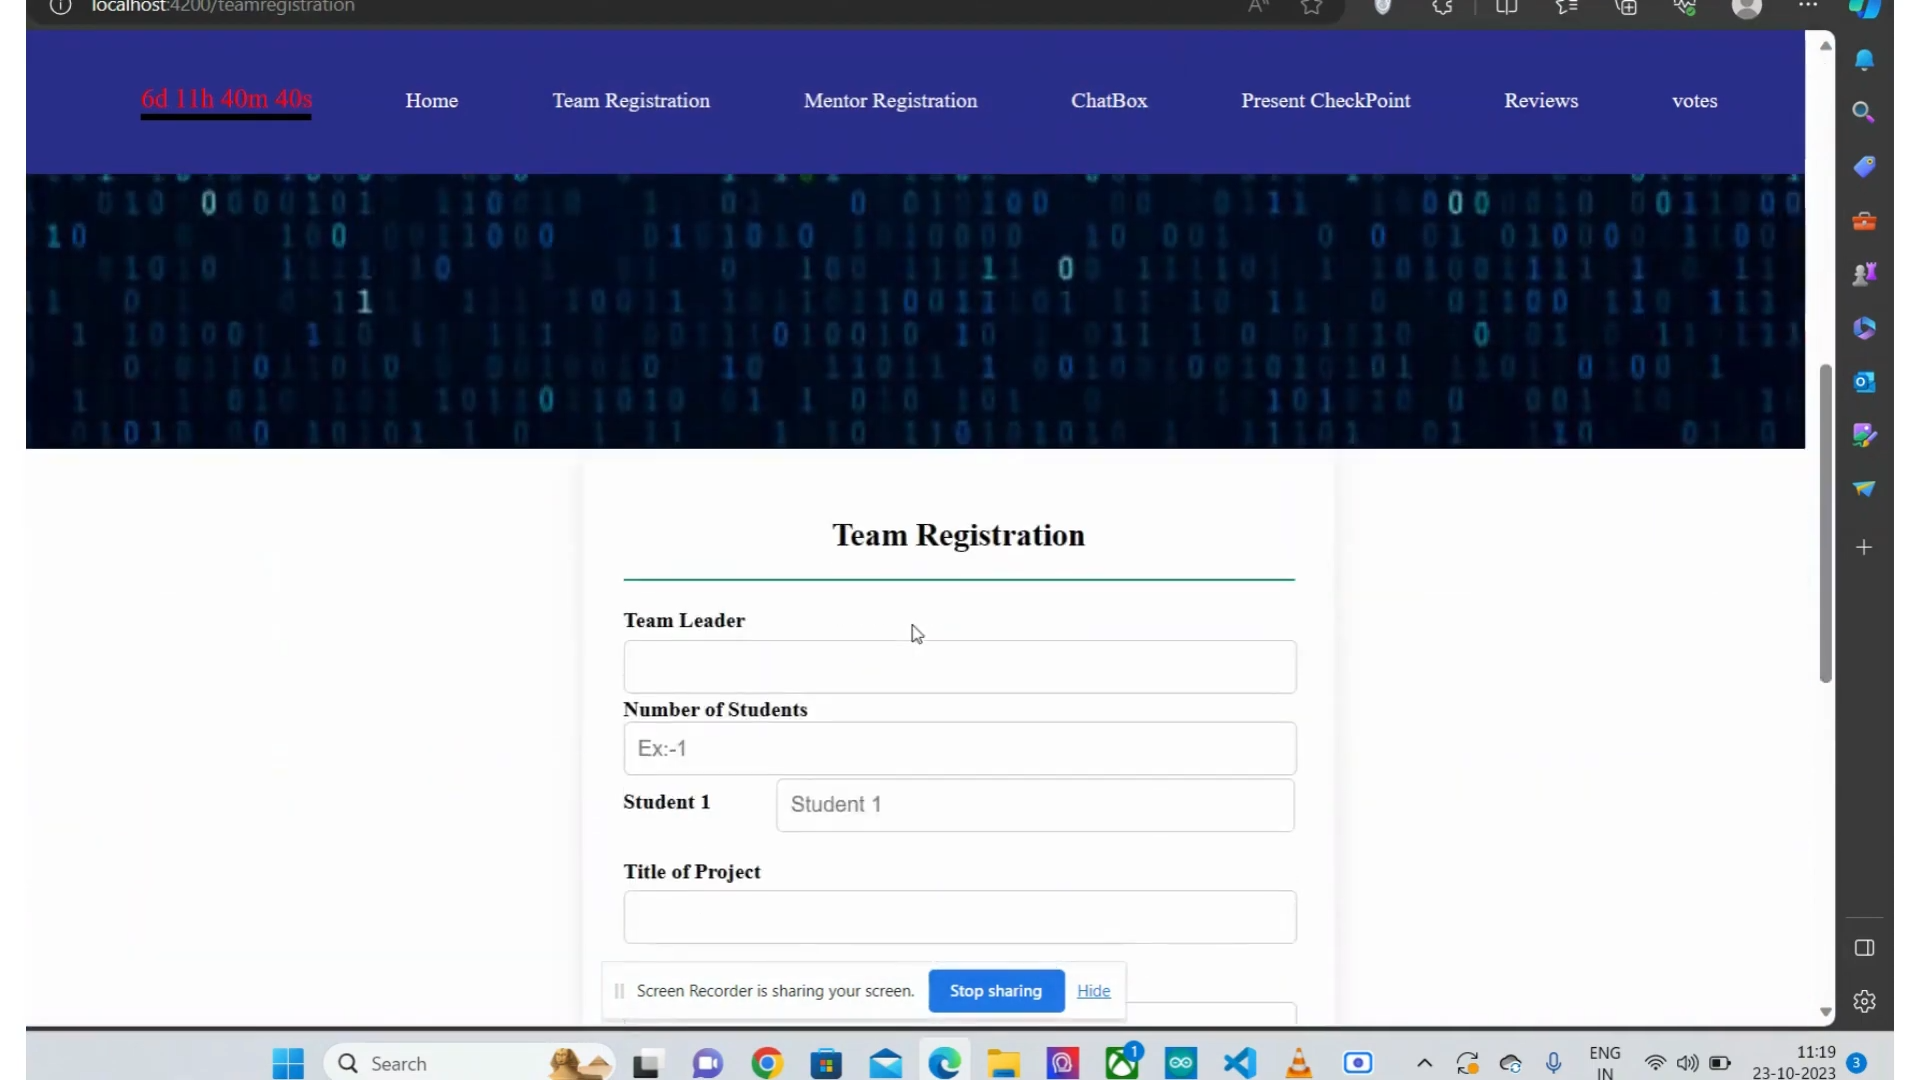 localhost:4200/teamregistration
6d 11h 40m 40s Home Team Registration Mentor Registration ChatBox Present CheckPoint Reviews votes
Team Registration
Team Leader
Number of Students
Ex:-1
Student 1 Student 1
Title of Project
Screen Recorder is sharing your screen. Stop sharing Hide
Search
1
ENG
IN
11:19
23-10-2023
3